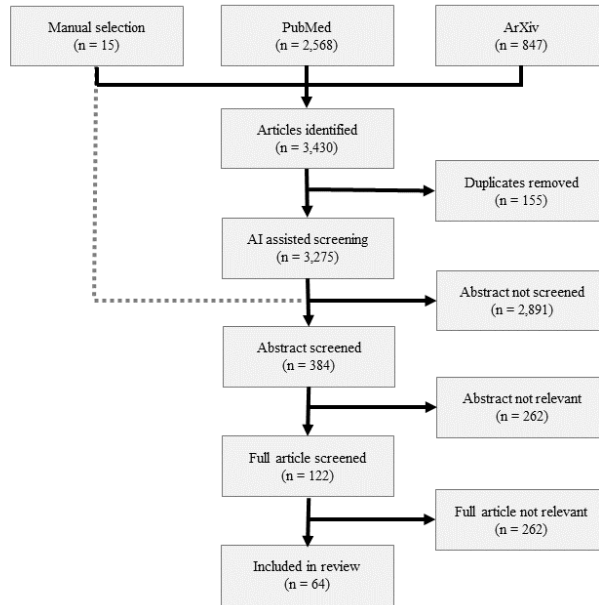 Manual selection
(n = 15)
PubMed
(n = 2,568)
ArXiv
(n = 847)
Articles identified
(n = 3,430)
Duplicates removed
(n = 155)
AI assisted screening
(n = 3,275)
Abstract not screened
(n = 2,891)
Abstract screened
(n = 384)
Abstract not relevant
(n = 262)
Full article screened
(n = 122)
Full article not relevant
(n = 262)
Included in review
(n = 64)